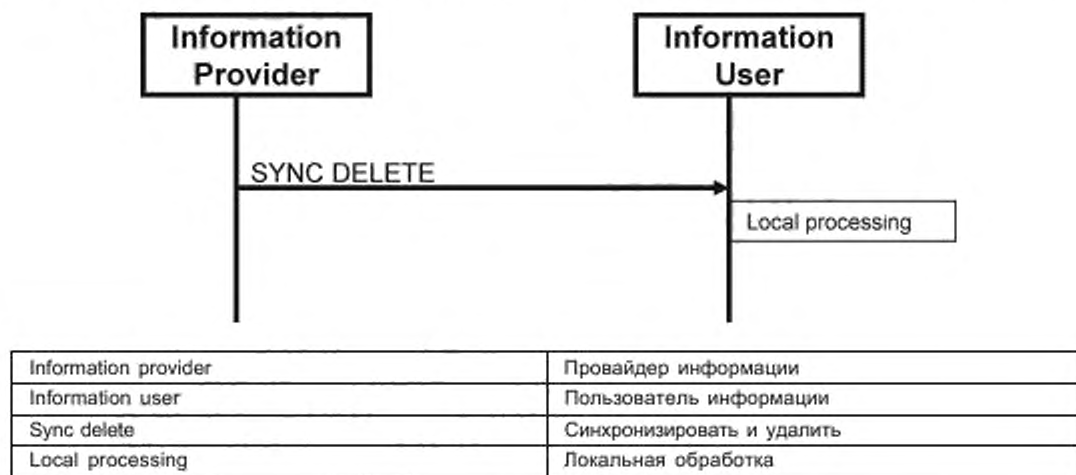 Information
Provider
Information
User
SYNC DELETE
Local processing
Information provider Провайдер информации
Information user Пользователь информации
Sync delete Синхронизировать и удалить
Local processing Локальная обработка